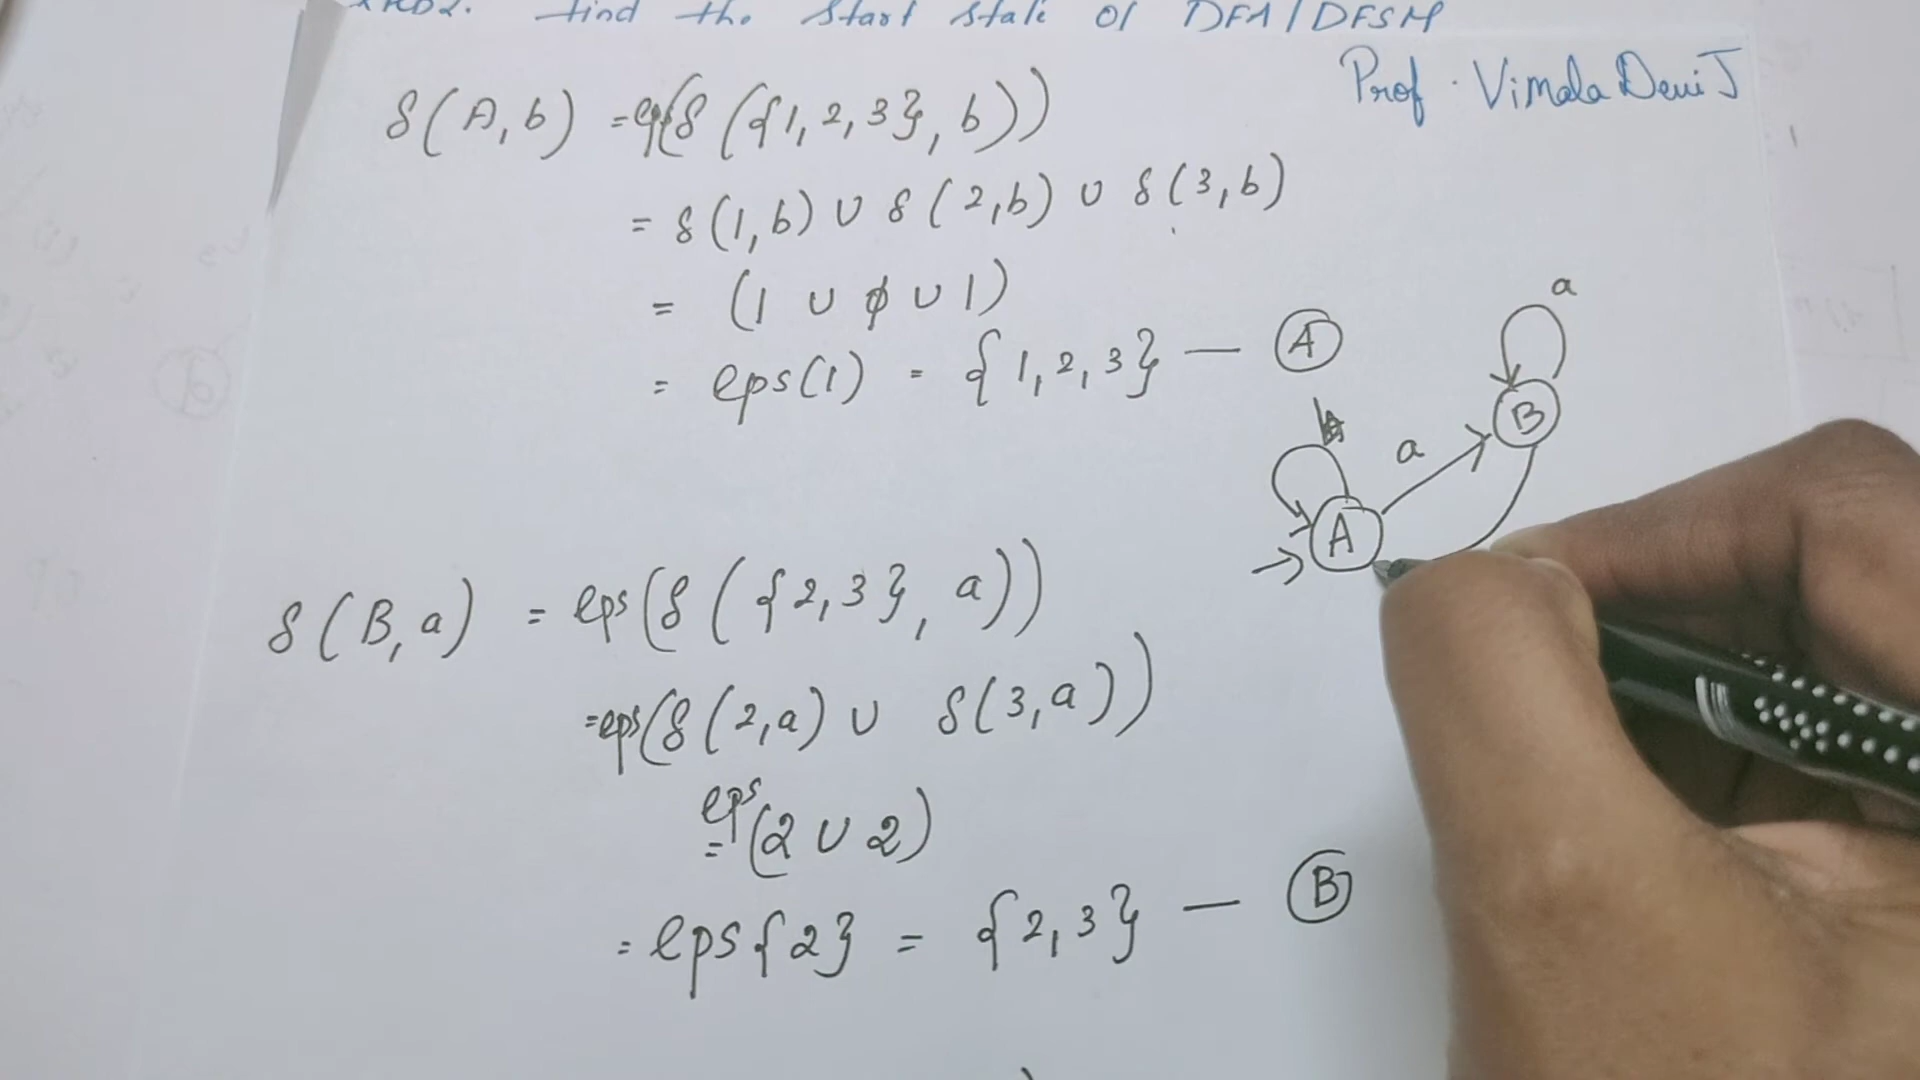 find the start state of DFA/DFSM
Prof. Vimala Devi J
δ(A,b) = eps(δ({1,2,3}, b))
= δ(1,b) ∪ δ(2,b) ∪ δ(3,b)
= (1 ∪ ϕ ∪ 1)
= eps(1) = {1,2,3} — A
a
B
a
b
A
δ(B,a) = eps(δ({2,3}, a))
= eps(δ(2,a) ∪ δ(3,a))
= eps(2 ∪ 2)
= eps{2} = {2,3} — B